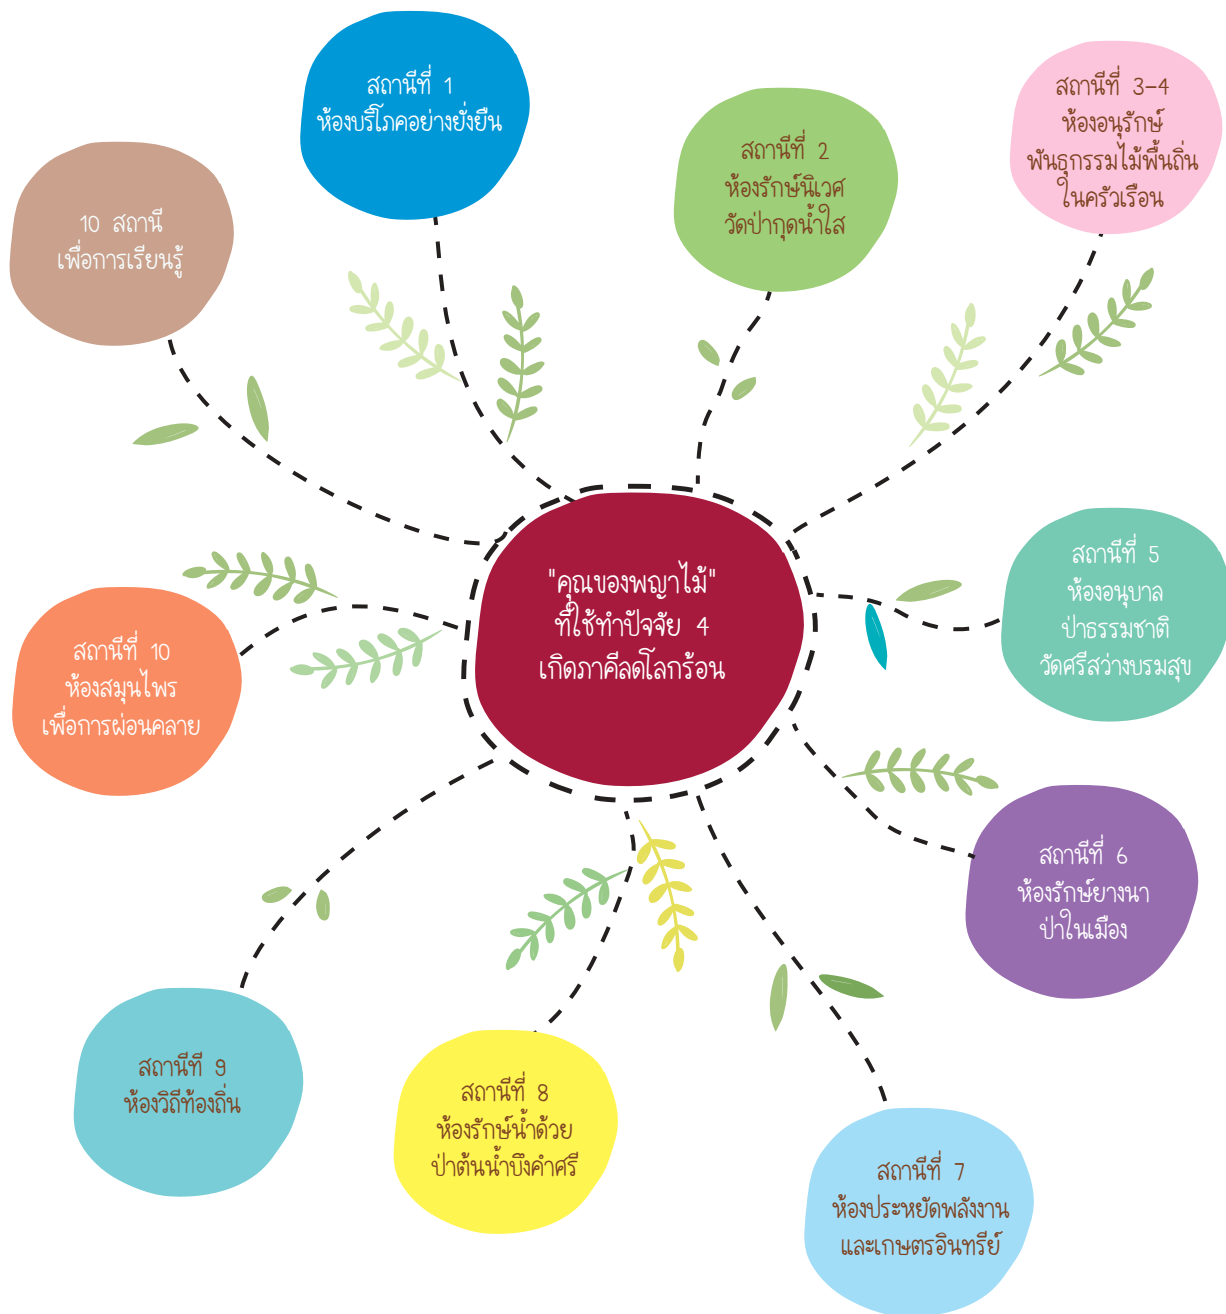 สถานีที่ 1
ห้องบริโภคอย่างยั่งยืน
สถานีที่ 2
ห้องรักษ์นิเวศ
วัดป่ากุดน้ำใส
สถานีที่ 3-4
ห้องอนุรักษ์
พันธุกรรมไม้พื้นถิ่น
ในครัวเรือน
10 สถานี
เพื่อการเรียนรู้
"คุณของพญาไม้"
ที่ใช้ทำปัจจัย 4
เกิดภาคีลดโลกร้อน
สถานีที่ 5
ห้องอนุบาล
ป่าธรรมชาติ
วัดศรีสว่างบรมสุข
สถานีที่ 6
ห้องรักษ์ยางนา
ป่าในเมือง
สถานีที่ 7
ห้องประหยัดพลังงาน
และเกษตรอินทรีย์
สถานีที่ 8
ห้องรักษ์น้ำด้วย
ป่าต้นน้ำบึงคำศรี
สถานีที 9
ห้องวิถีท้องถิ่น
สถานีที่ 10
ห้องสมุนไพร
เพื่อการผ่อนคลาย